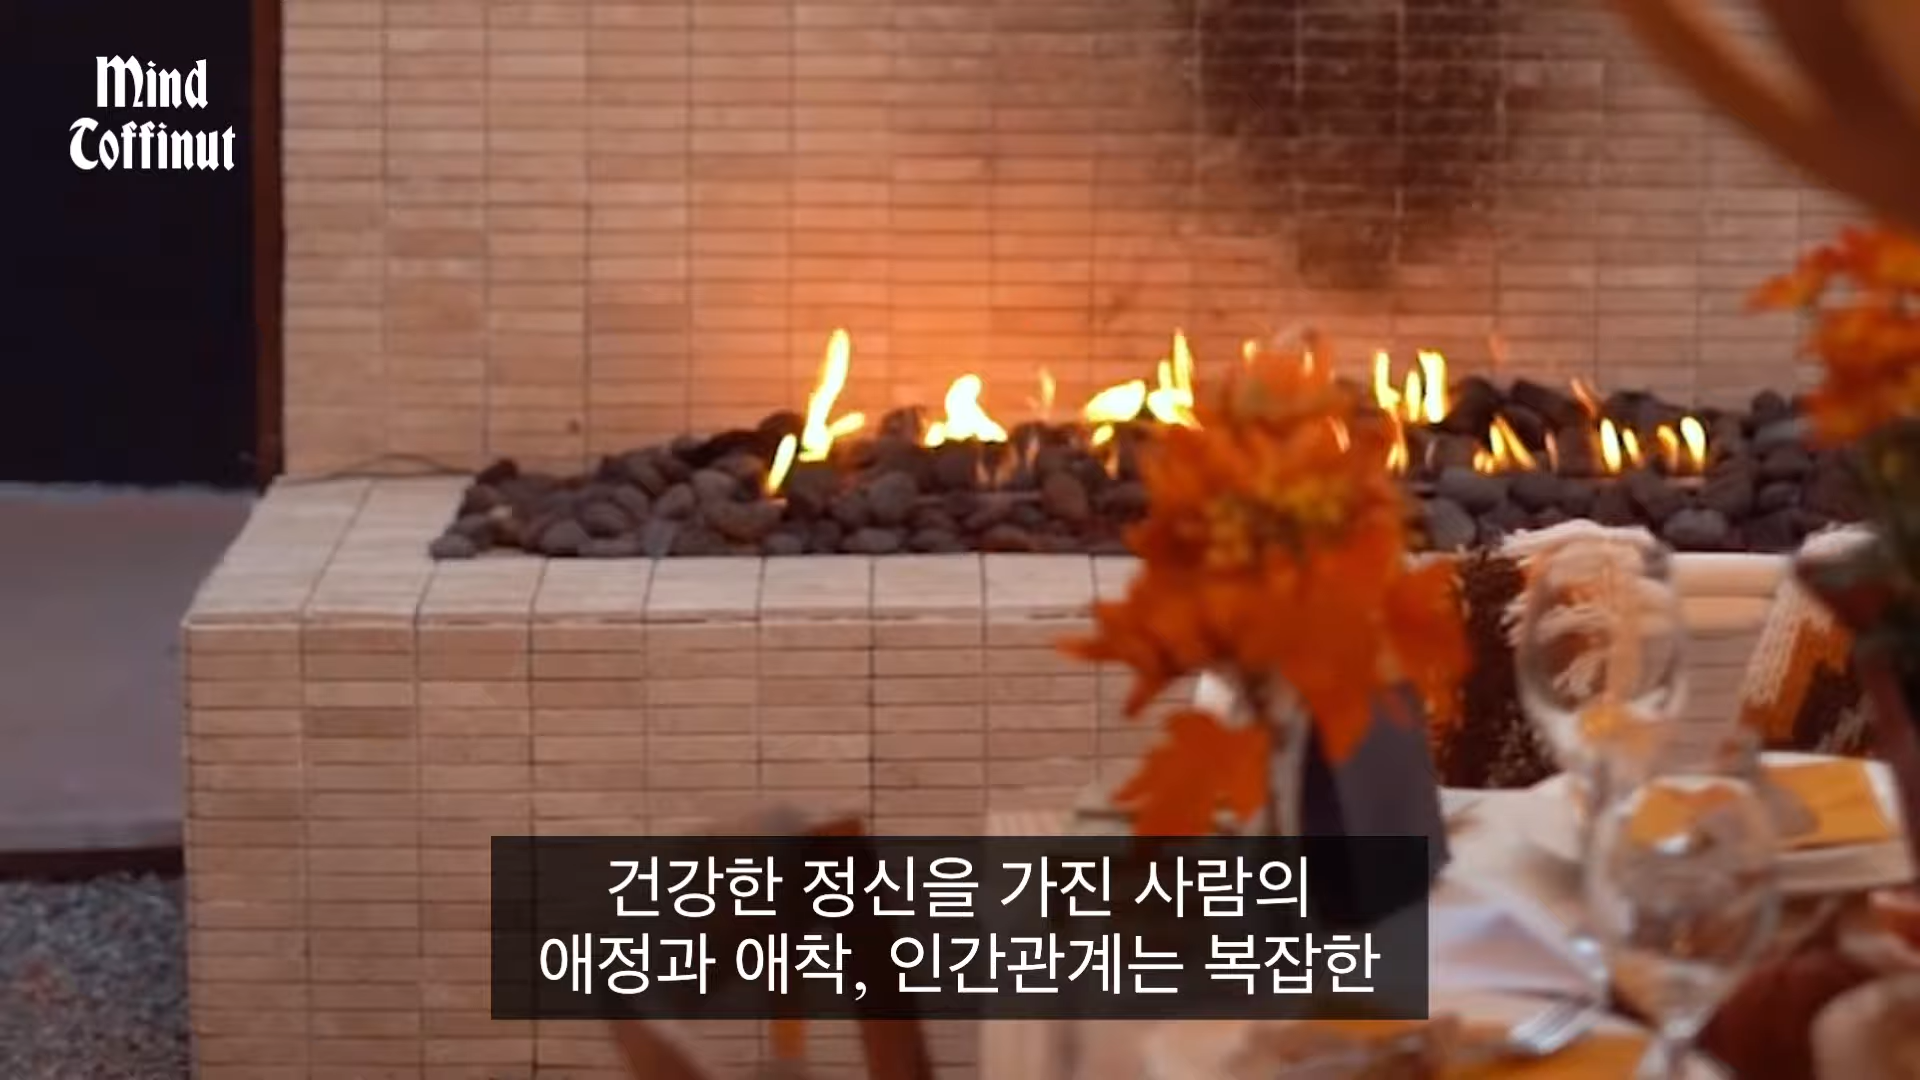 Mind
Toffinut
건강한 정신을 가진 사람의
애정과 애착, 인간관계는 복잡한